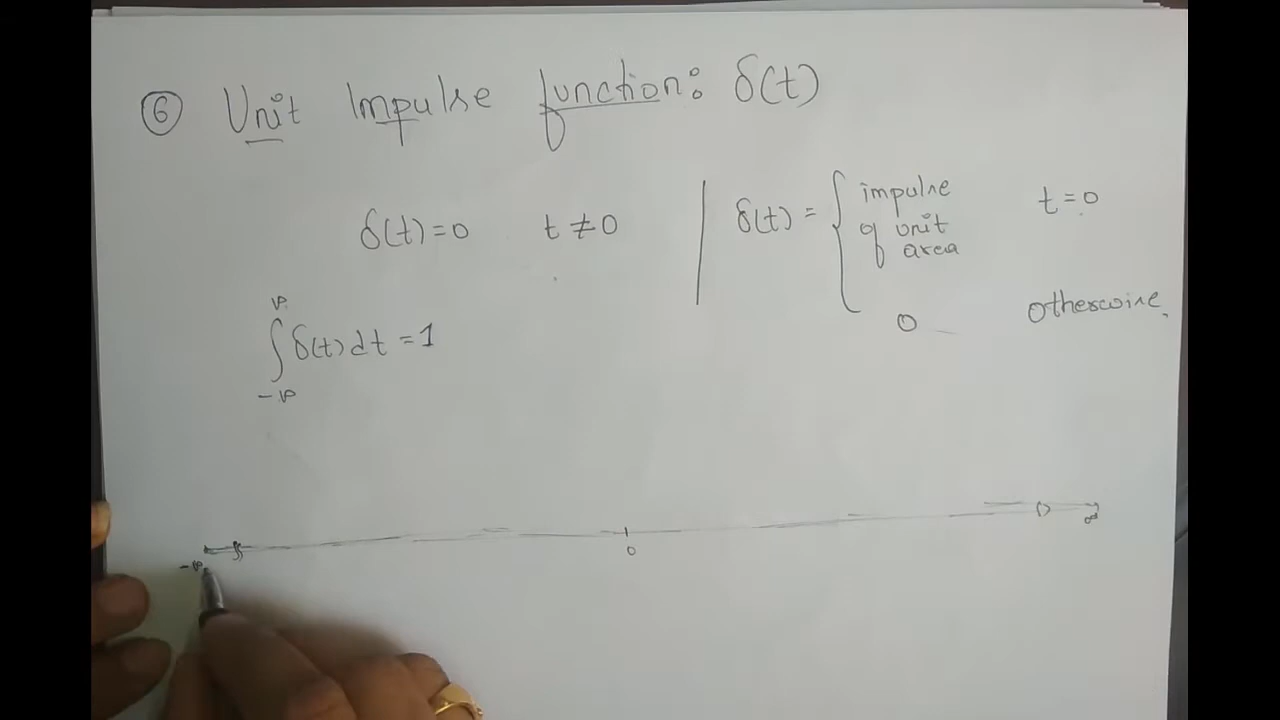 ⑥ Unit Impulse function: δ(t)
δ(t) = 0 t ≠ 0
δ(t) = { impulse of unit area t = 0
0 otherwise
∫_{-∞}^{∞} δ(t) dt = 1
-∞ 0 ∞